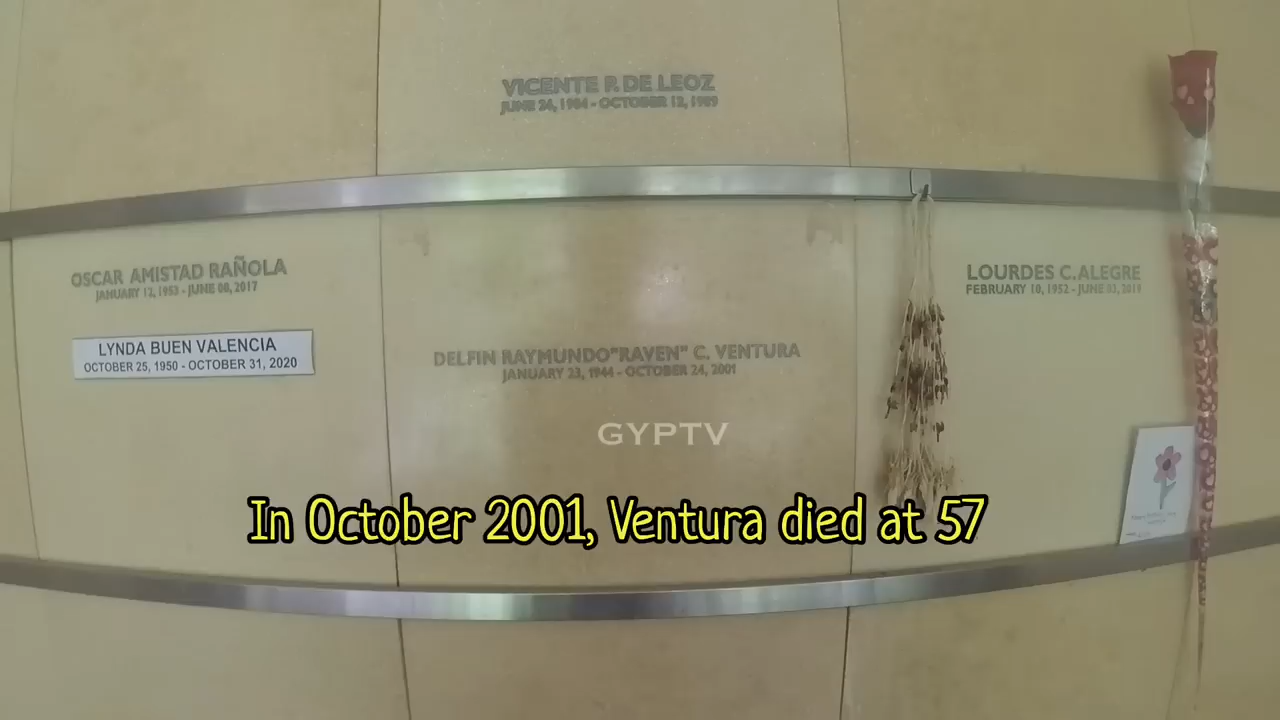 VICENTE P. DE LEOZ
JUNE 24, 1904 - OCTOBER 12, 1989
OSCAR AMISTAD RAÑOLA
JANUARY 12, 1953 - JUNE 08, 2017
LYNDA BUEN VALENCIA
OCTOBER 25, 1950 - OCTOBER 31, 2020
DELFIN RAYMUNDO"RAVEN" C. VENTURA
JANUARY 23, 1944 - OCTOBER 24, 2001
LOURDES C. ALEGRE
FEBRUARY 10, 1952 - JUNE 03,
GYPTV
In October 2001, Ventura died at 57